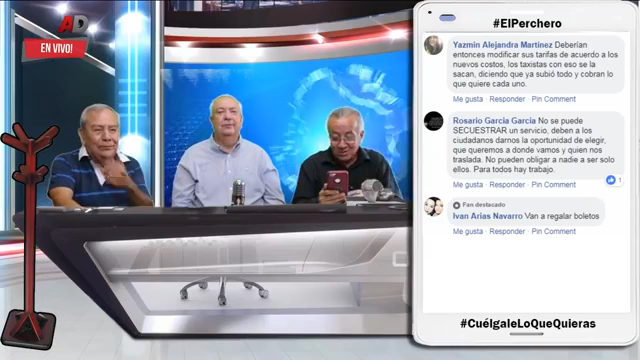 AD
EN VIVO!
#ElPerchero
Yazmin Alejandra Martinez Deberían
entonces modificar sus tarifas de acuerdo a los
nuevos costos, los taxistas con eso se la
sacan, diciendo que ya subió todo y cobran lo
que quiere cada uno.
Me gusta · Responder · Pin Comment
Rosario Garcia García No se puede
SECUESTRAR un servicio, deben a los
ciudadanos darnos la oportunidad de elegir,
que queremos a donde vamos y quien nos
traslada. No pueden obligar a nadie a ser solo
ellos. Para todos hay trabajo.
1
Me gusta · Responder · Pin Comment
Fan destacado
Ivan Arias Navarro Van a regalar boletos
Me gusta · Responder · Pin Comment
#CuélgaleLoQueQuieras